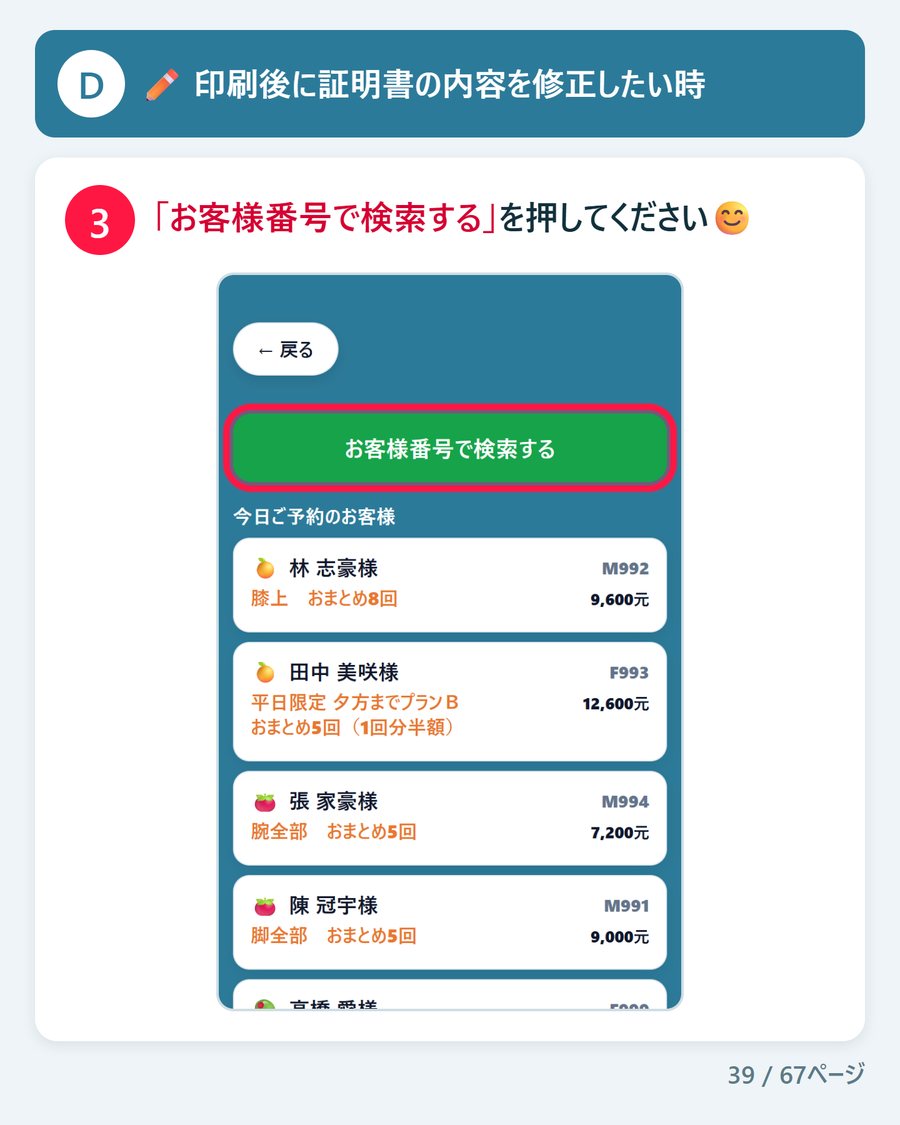 D ✏️ 印刷後に証明書の内容を修正したい時
3 「お客様番号で検索する」を押してください😊
← 戻る
お客様番号で検索する
今日ご予約のお客様
🍊 林 志豪様 M992
膝上　おまとめ8回 9,600元
🍊 田中 美咲様 F993
平日限定 夕方までプランＢ 12,600元
おまとめ5回（1回分半額）
🍅 張 家豪様 M994
腕全部　おまとめ5回 7,200元
🍅 陳 冠宇様 M991
脚全部　おまとめ5回 9,000元
高橋 愛様
39 / 67ページ